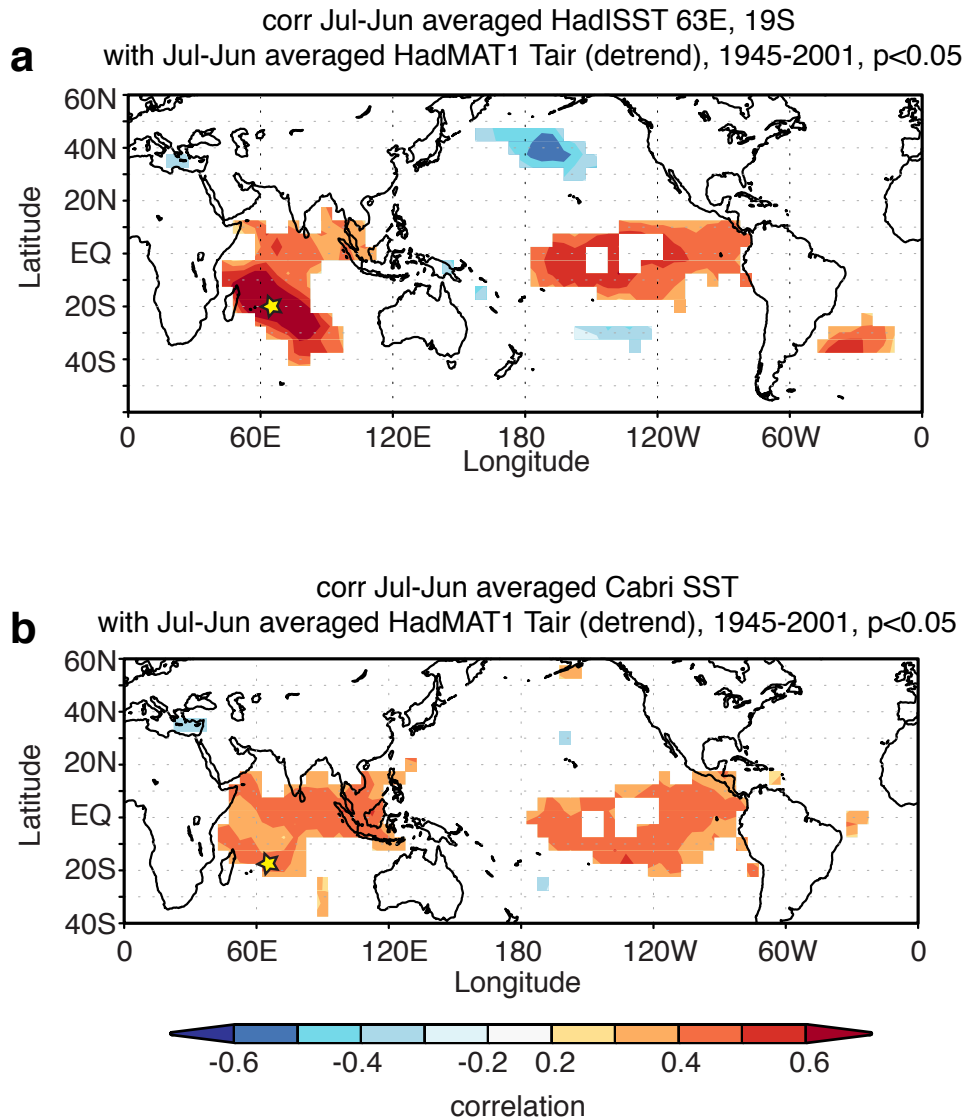 corr Jul-Jun averaged HadISST 63E, 19S
a with Jul-Jun averaged HadMAT1 Tair (detrend), 1945-2001, p<0.05
60N
40N
20N
EQ
20S
40S
Latitude
0 60E 120E 180 120W 60W 0
Longitude
corr Jul-Jun averaged Cabri SST
b with Jul-Jun averaged HadMAT1 Tair (detrend), 1945-2001, p<0.05
60N
40N
20N
EQ
20S
40S
Latitude
0 60E 120E 180 120W 60W 0
Longitude
-0.6 -0.4 -0.2 0.2 0.4 0.6
correlation